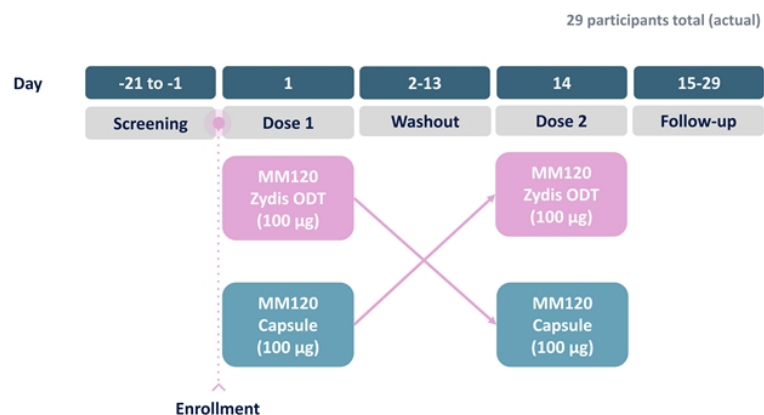 29 participants total (actual)
Day
-21 to -1
1
2-13
14
15-29
Screening
Dose 1
Washout
Dose 2
Follow-up
MM120
Zydis ODT
(100 µg)
MM120
Zydis ODT
(100 µg)
MM120
Capsule
(100 µg)
MM120
Capsule
(100 µg)
Enrollment